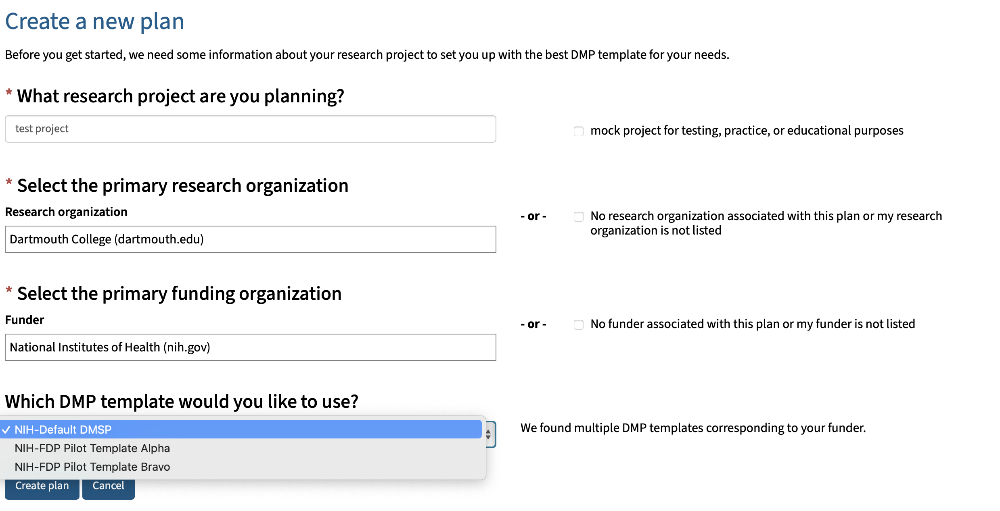 Create a new plan
Before you get started, we need some information about your research project to set you up with the best DMP template for your needs.
* What research project are you planning?
test project
mock project for testing, practice, or educational purposes
* Select the primary research organization
Research organization
Dartmouth College (dartmouth.edu)
- or -
No research organization associated with this plan or my research
organization is not listed
* Select the primary funding organization
Funder
National Institutes of Health (nih.gov)
- or -
No funder associated with this plan or my funder is not listed
Which DMP template would you like to use?
✓ NIH-Default DMSP
NIH-FDP Pilot Template Alpha
NIH-FDP Pilot Template Bravo
We found multiple DMP templates corresponding to your funder.
Create plan
Cancel